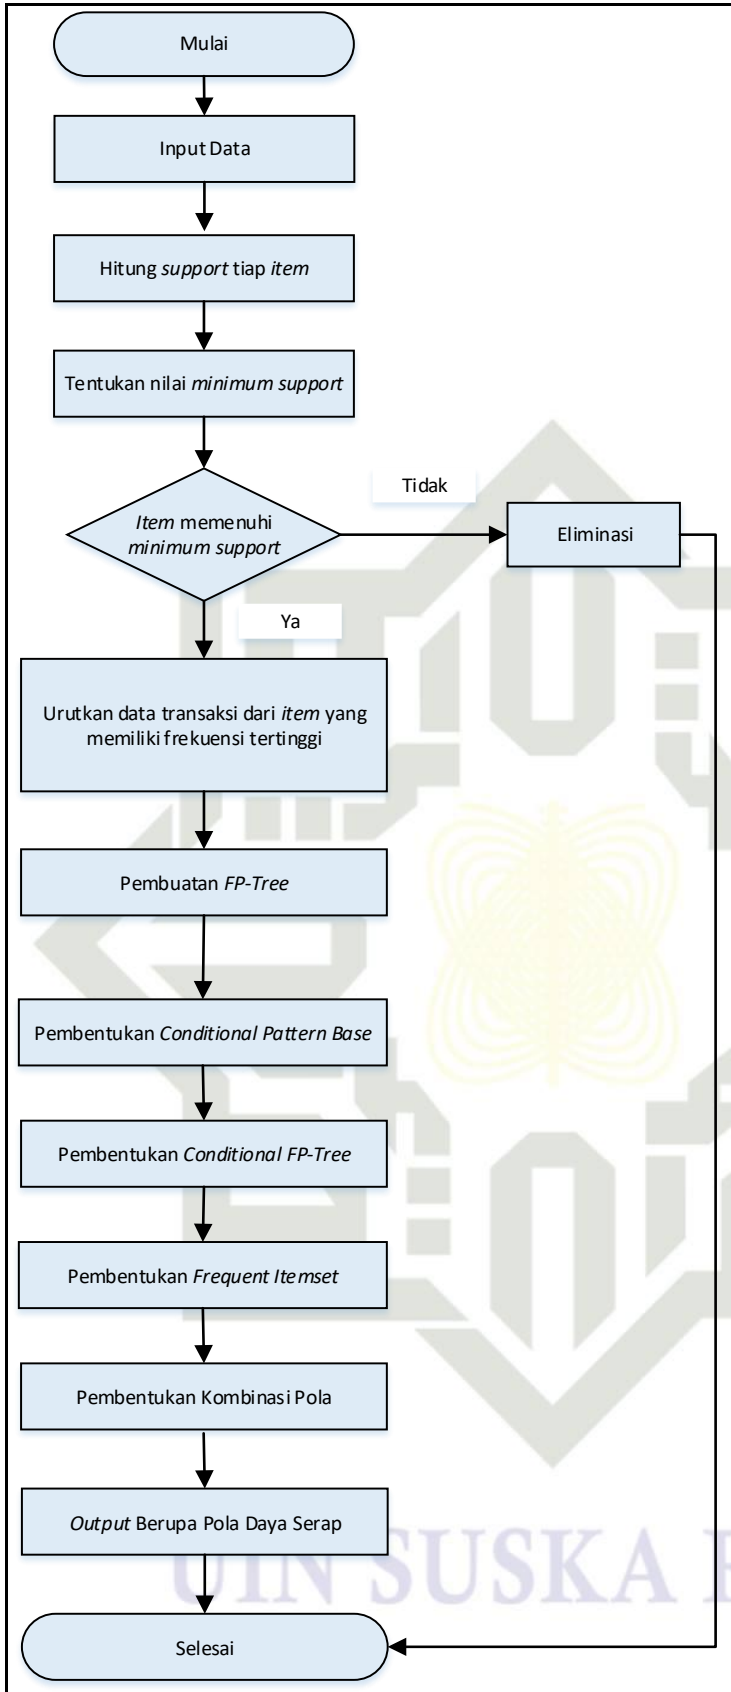 Mulai
Input Data
Hitung support tiap item
Tentukan nilai minimum support
Item memenuhi
minimum support
Tidak
Eliminasi
Ya
Urutkan data transaksi dari item yang
memiliki frekuensi tertinggi
Pembuatan FP-Tree
Pembentukan Conditional Pattern Base
Pembentukan Conditional FP-Tree
Pembentukan Frequent Itemset
Pembentukan Kombinasi Pola
Output Berupa Pola Daya Serap
UIN SUSKA R
Selesai